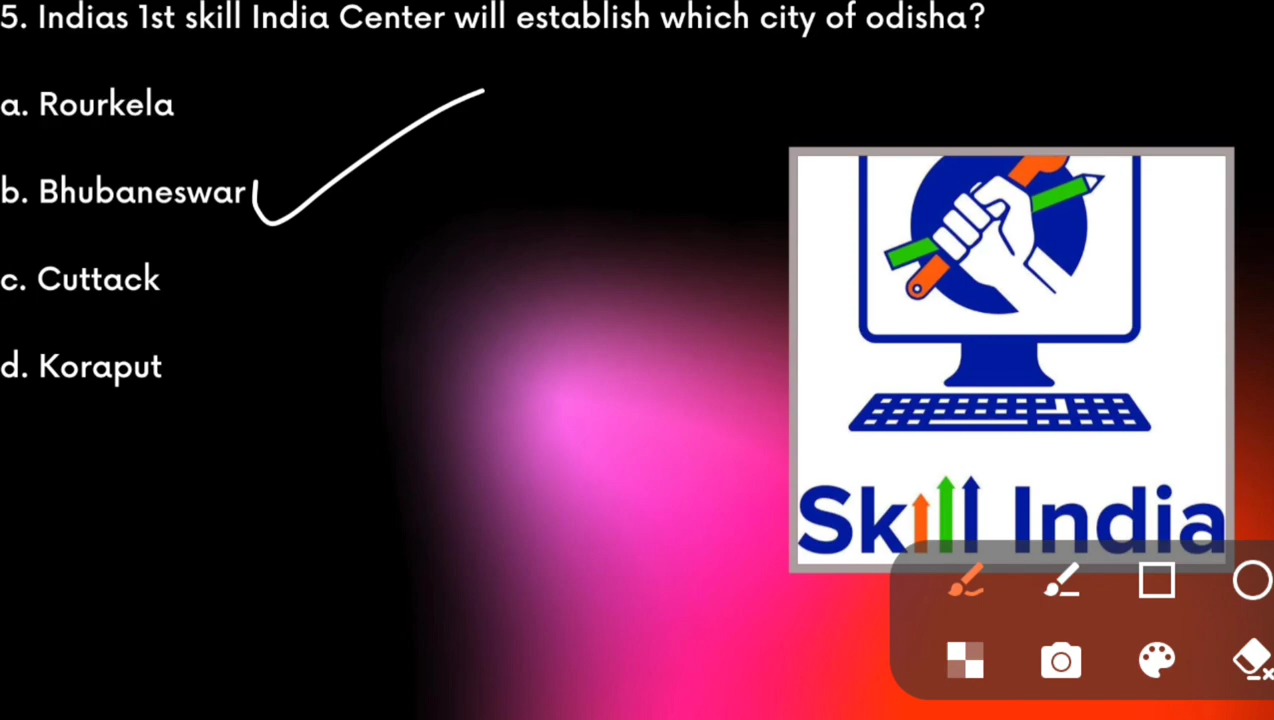 5. Indias 1st skill India Center will establish which city of odisha?
a. Rourkela
b. Bhubaneswar
c. Cuttack
d. Koraput
Skill India